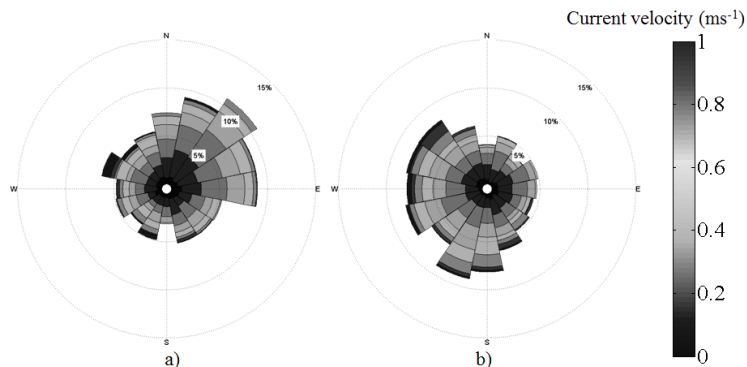 Current velocity (ms-1)
N
15%
10%
5%
W
E
S
a)
N
15%
10%
5%
W
E
S
b)
1
0.8
0.6
0.4
0.2
0